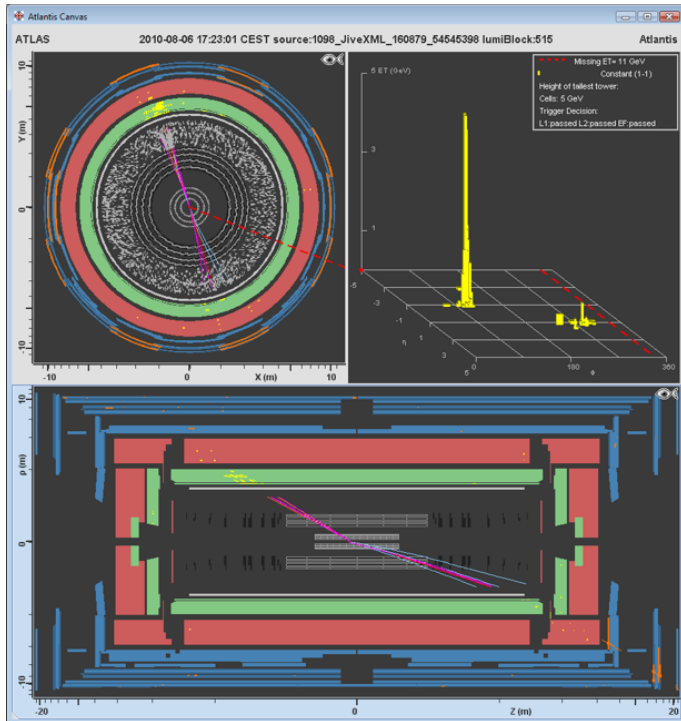 Atlantis Canvas
ATLAS 2010-08-06 17:23:01 CEST source:1098_JiveXML_160879_54545398 lumiBlock:515 Atlantis
10
0
-10
Y (m)
-10 0 10
X (m)
5 ET (GeV)
3
1
-5
-3
-1
η 1
3
5
0 180 360
φ
Missing ET= 11 GeV
Constant (1-1)
Height of tallest tower:
Cells: 5 GeV
Trigger Decision:
L1:passed L2:passed EF:passed
10
ρ (m)
0
-10
-20 0 Z (m) 20